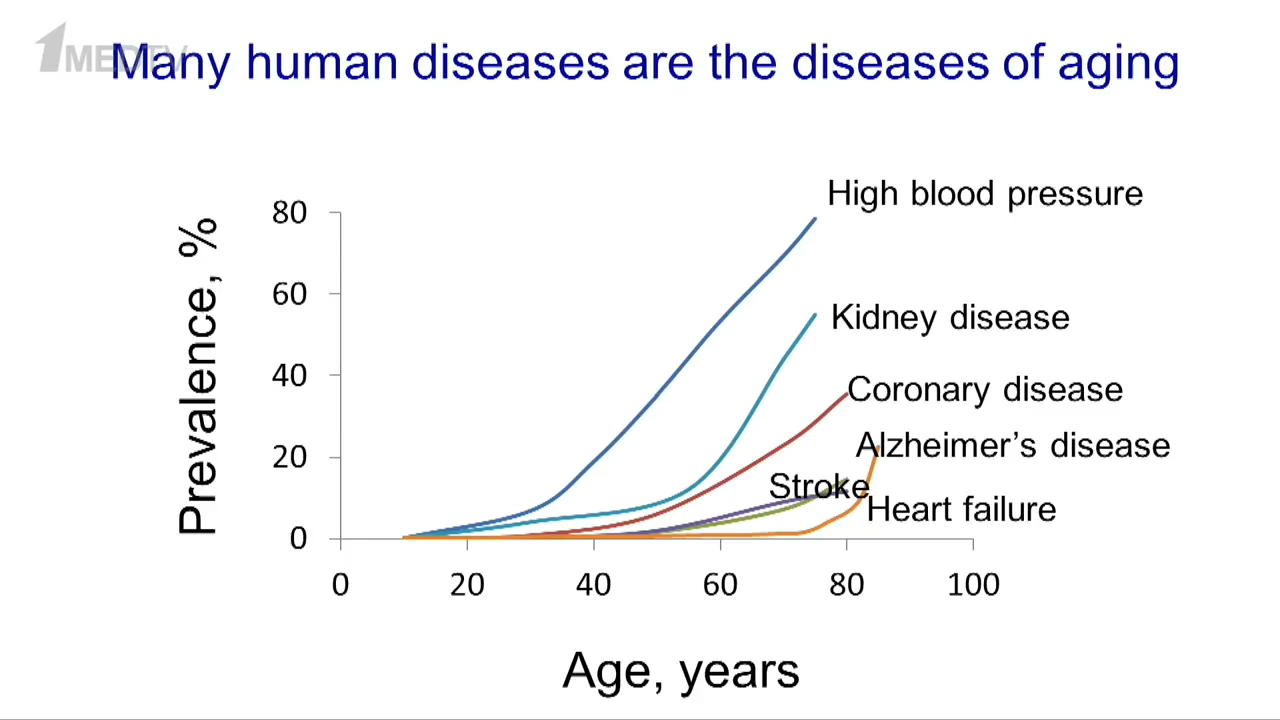 1MEDTV
Many human diseases are the diseases of aging
Prevalence, %
80
60
40
20
0
High blood pressure
Kidney disease
Coronary disease
Alzheimer’s disease
Stroke
Heart failure
0 20 40 60 80 100
Age, years